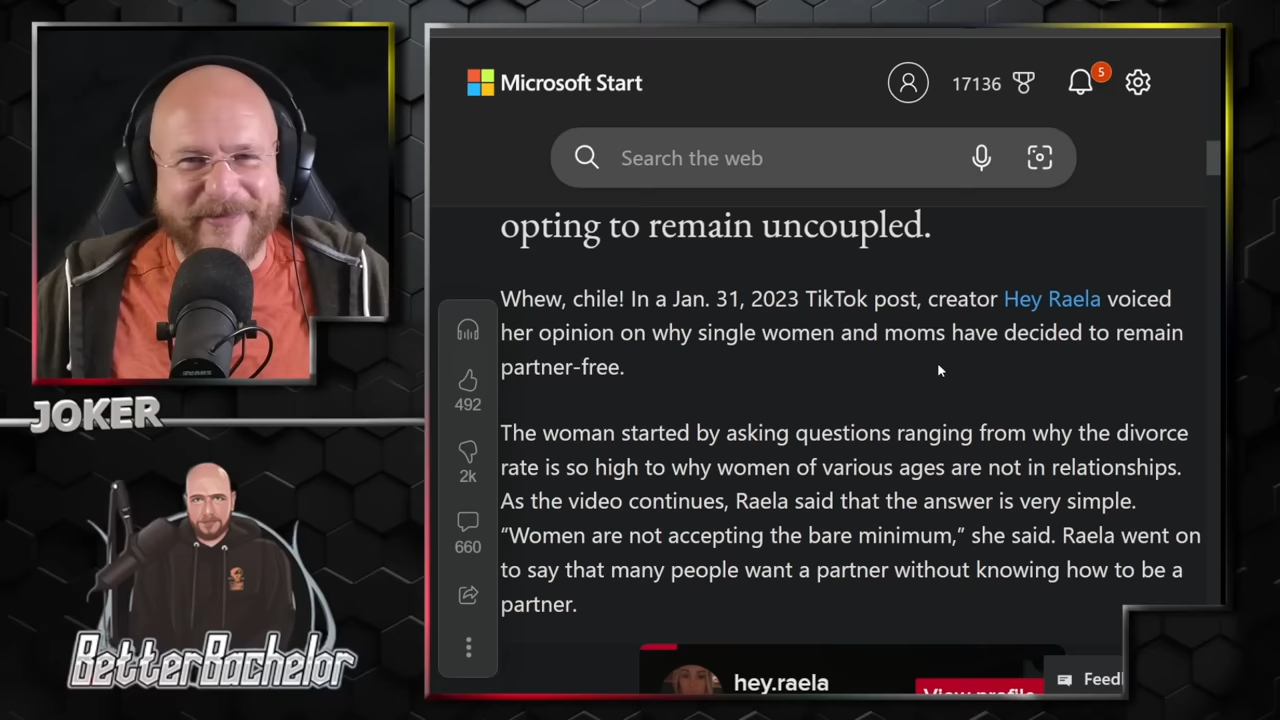 Microsoft Start
17136
5
Search the web
opting to remain uncoupled.
Whew, chile! In a Jan. 31, 2023 TikTok post, creator Hey Raela voiced
her opinion on why single women and moms have decided to remain
partner-free.
492
2k
660
The woman started by asking questions ranging from why the divorce
rate is so high to why women of various ages are not in relationships.
As the video continues, Raela said that the answer is very simple.
“Women are not accepting the bare minimum,” she said. Raela went on
to say that many people want a partner without knowing how to be a
partner.
hey.raela
View profile
Feedl
JOKER
BetterBachelor